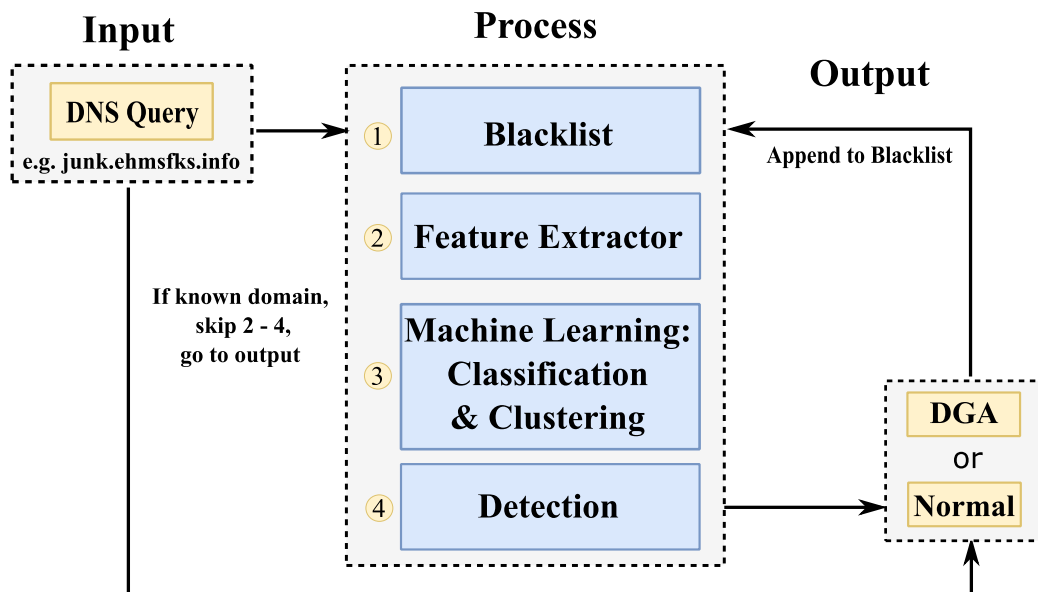 Input
DNS Query
e.g. junk.ehmsfks.info
If known domain,
skip 2 - 4,
go to output
Process
1 Blacklist
2 Feature Extractor
3 Machine Learning:
Classification
& Clustering
4 Detection
Output
Append to Blacklist
DGA
or
Normal